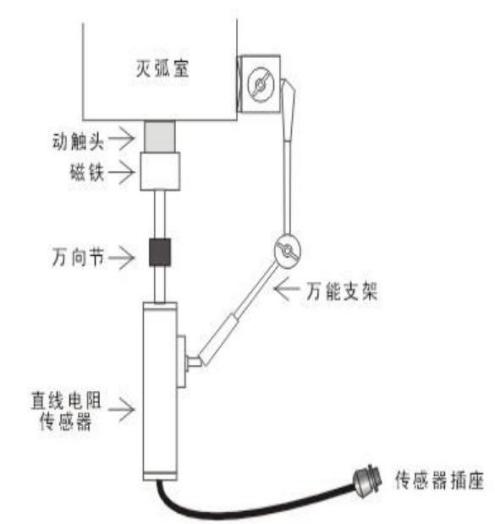 灭弧室
动触头
磁铁
万向节
万能支架
直线电阻
传感器
传感器插座